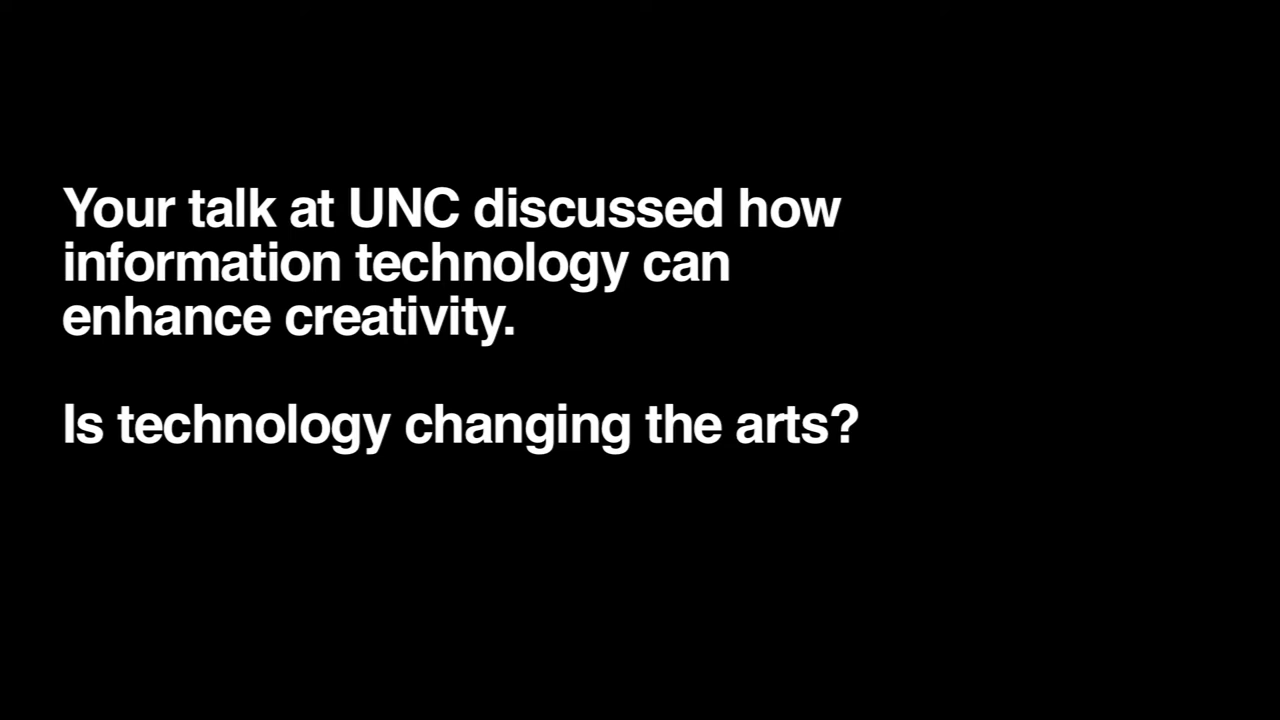 Your talk at UNC discussed how
information technology can
enhance creativity.
Is technology changing the arts?